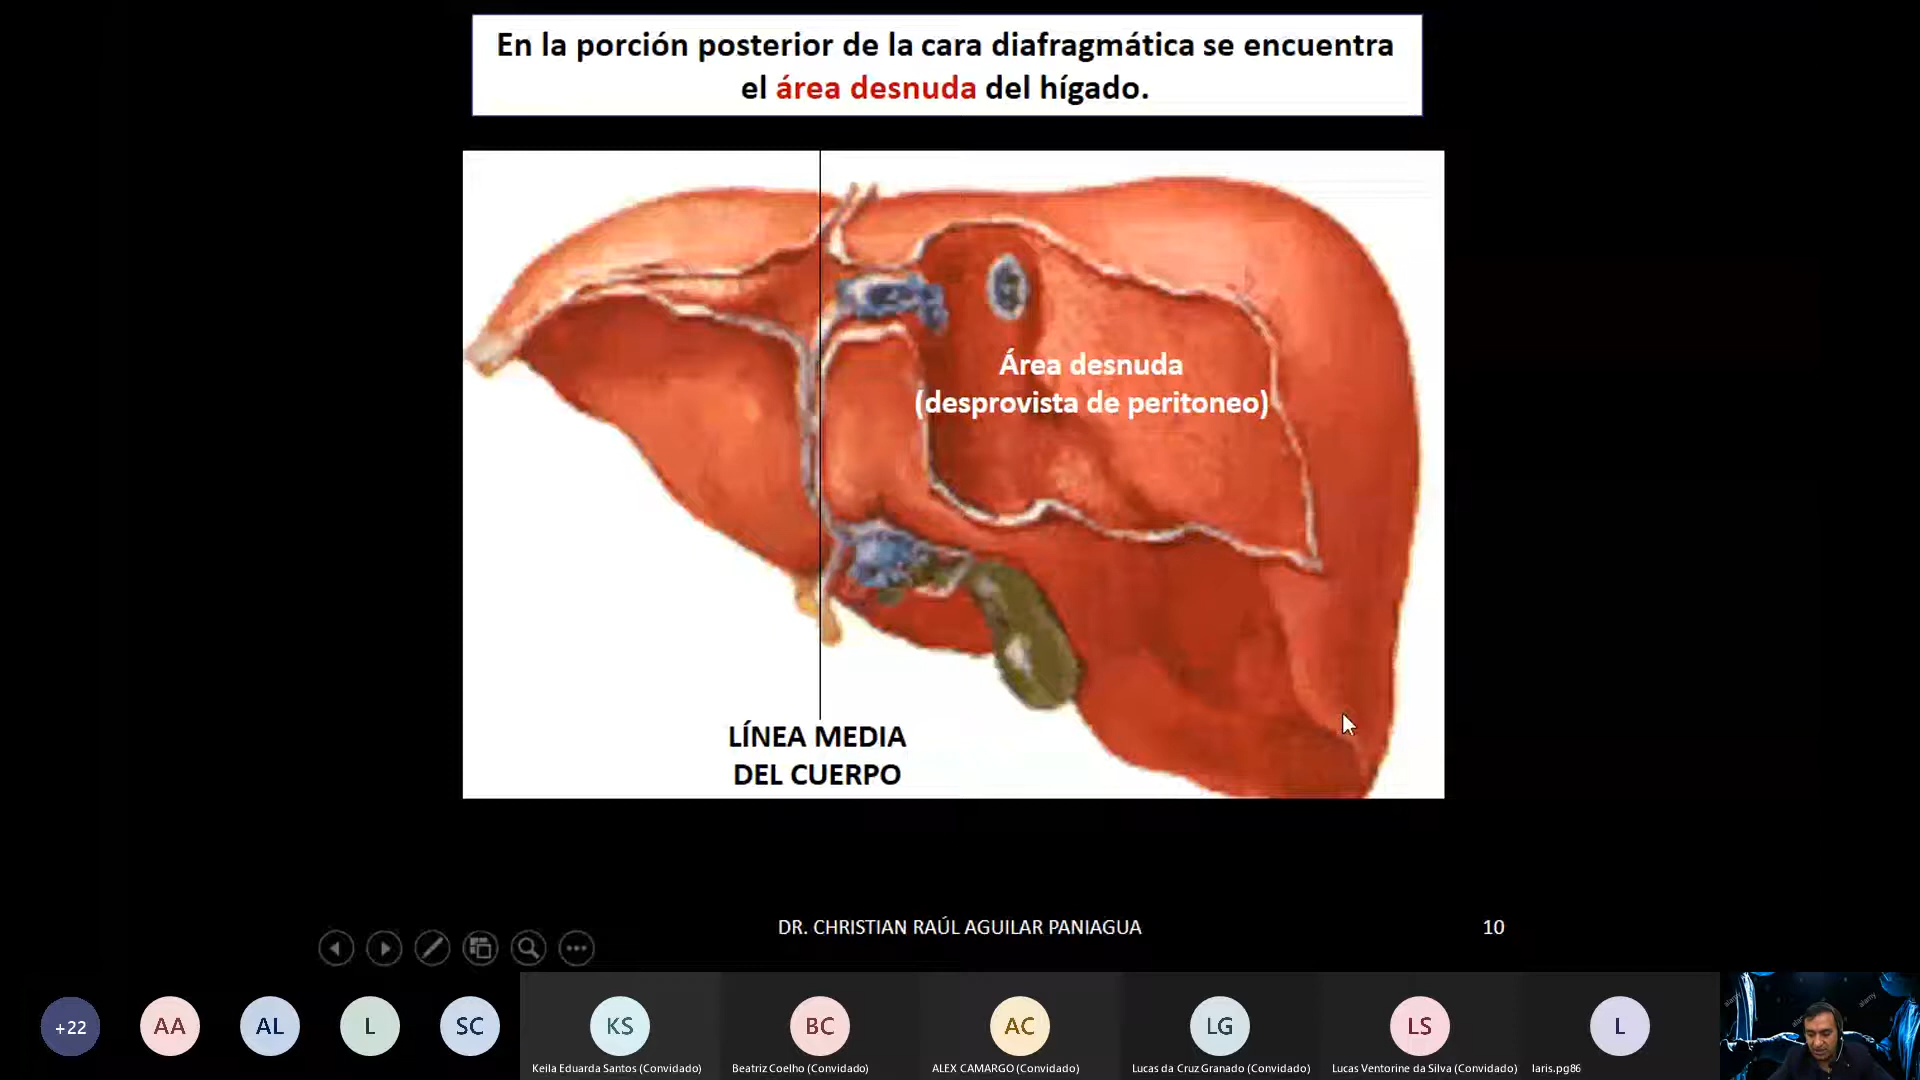 En la porción posterior de la cara diafragmática se encuentra
el área desnuda del hígado.
Área desnuda
(desprovista de peritoneo)
LÍNEA MEDIA
DEL CUERPO
DR. CHRISTIAN RAÚL AGUILAR PANIAGUA
10
+22
AA
AL
L
SC
KS
BC
AC
LG
LS
L
Keila Eduarda Santos (Convidado)
Beatriz Coelho (Convidado)
ALEX CAMARGO (Convidado)
Lucas da Cruz Granado (Convidado)
Lucas Ventorine da Silva (Convidado)
laris.pg86
alamy
alamy